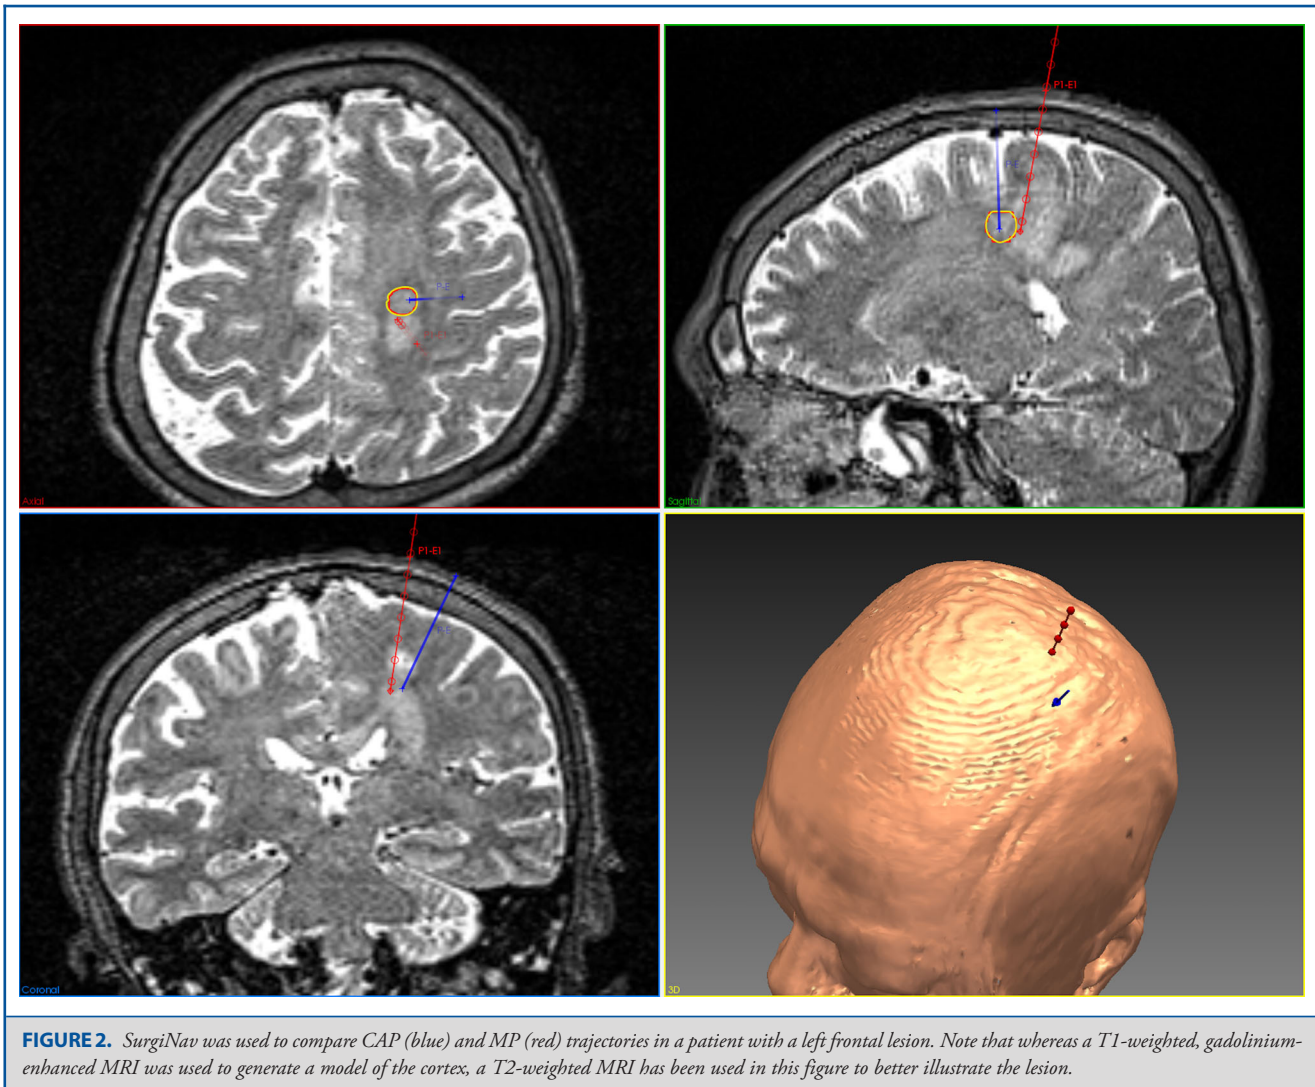 P-E
Axial
P1-E1
P-E
Sagittal
P1-E1
P-E
Coronal
3D
FIGURE 2. SurgiNav was used to compare CAP (blue) and MP (red) trajectories in a patient with a left frontal lesion. Note that whereas a T1-weighted, gadolinium-
enhanced MRI was used to generate a model of the cortex, a T2-weighted MRI has been used in this figure to better illustrate the lesion.